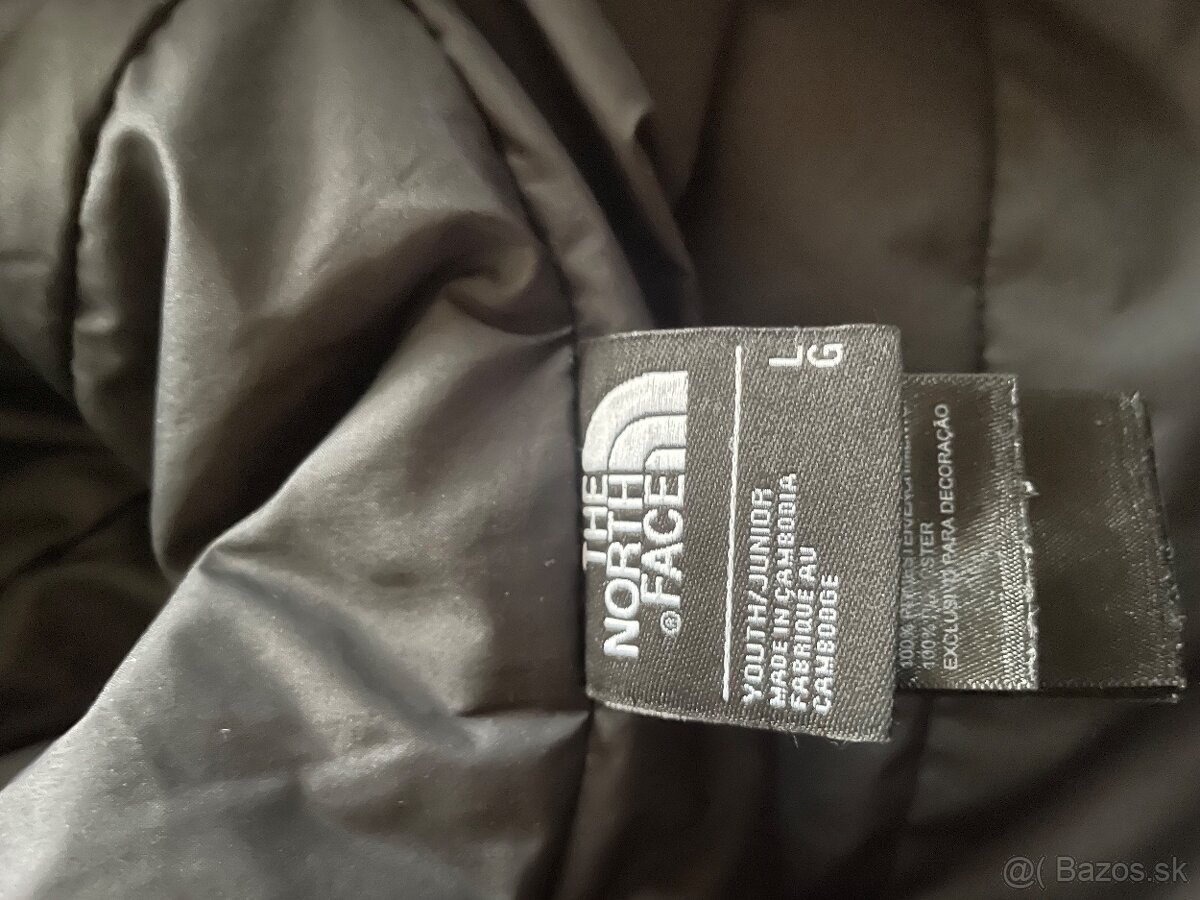 THE
NORTH
FACE
®
L
G
YOUTH/JUNIOR
MADE IN CAMBODIA
FABRIQUE AU
CAMBODGE
100%
100%
EXCLUSIVO PARA DECORAÇÃO
@( Bazos.sk